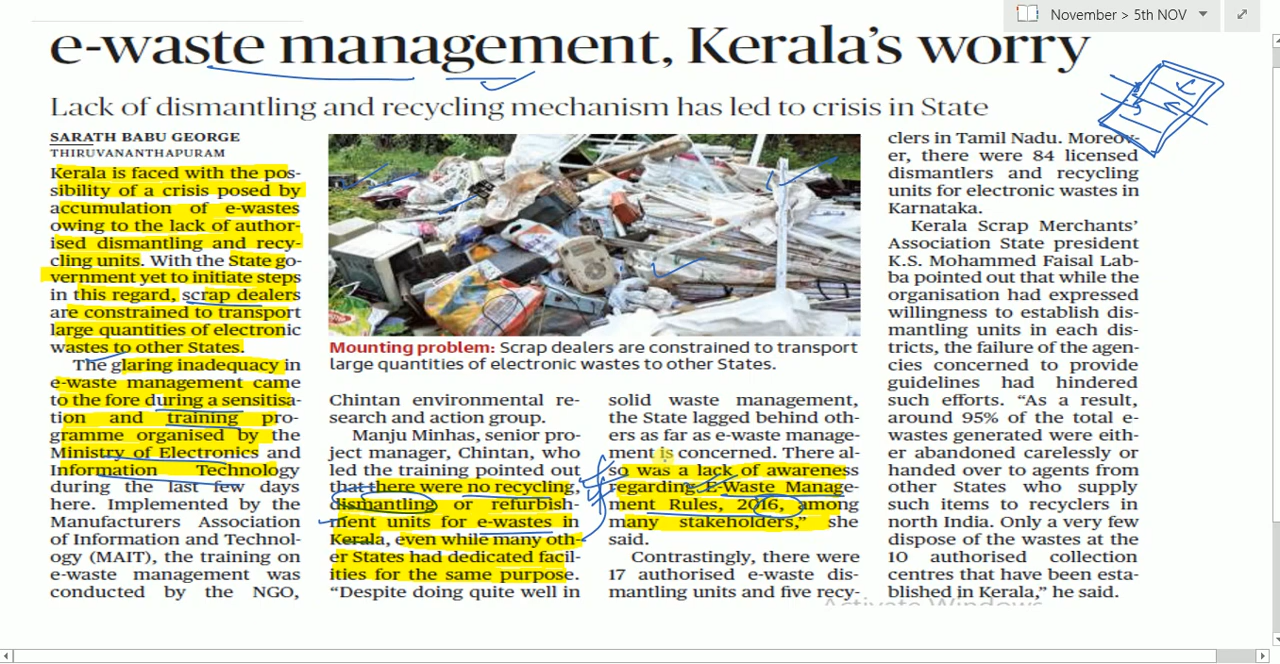 November > 5th NOV
e-waste management, Kerala's worry
Lack of dismantling and recycling mechanism has led to crisis in State
SARATH BABU GEORGE
THIRUVANANTHAPURAM
Kerala is faced with the pos-
sibility of a crisis posed by
accumulation of e-wastes
owing to the lack of author-
ised dismantling and recy-
cling units. With the State go-
vernment yet to initiate steps
in this regard, scrap dealers
are constrained to transport
large quantities of electronic
wastes to other States.
The glaring inadequacy in
e-waste management came
to the fore during a sensitisa-
tion and training pro-
gramme organised by the
Ministry of Electronics and
Information Technology
during the last few days
here. Implemented by the
Manufacturers Association
of Information and Technol-
ogy (MAIT), the training on
e-waste management was
conducted by the NGO,
Mounting problem: Scrap dealers are constrained to transport
large quantities of electronic wastes to other States.
Chintan environmental re-
search and action group.
Manju Minhas, senior pro-
ject manager, Chintan, who
led the training pointed out
that there were no recycling,
dismantling or refurbish-
ment units for e-wastes in
Kerala, even while many oth-
er States had dedicated facil-
ities for the same purpose.
"Despite doing quite well in
solid waste management,
the State lagged behind oth-
ers as far as e-waste manage-
ment is concerned. There al-
so was a lack of awareness
regarding E-Waste Manage-
ment Rules, 2016, among
many stakeholders," she
said.
Contrastingly, there were
17 authorised e-waste dis-
mantling units and five recy-
clers in Tamil Nadu. Moreov-
er, there were 84 licensed
dismantlers and recycling
units for electronic wastes in
Karnataka.
Kerala Scrap Merchants'
Association State president
K.S. Mohammed Faisal Lab-
ba pointed out that while the
organisation had expressed
willingness to establish dis-
mantling units in each dis-
tricts, the failure of the agen-
cies concerned to provide
guidelines had hindered
such efforts. "As a result,
around 95% of the total e-
wastes generated were eith-
er abandoned carelessly or
handed over to agents from
other States who supply
such items to recyclers in
north India. Only a very few
dispose of the wastes at the
10 authorised collection
centres that have been esta-
blished in Kerala," he said.
Activate Windows